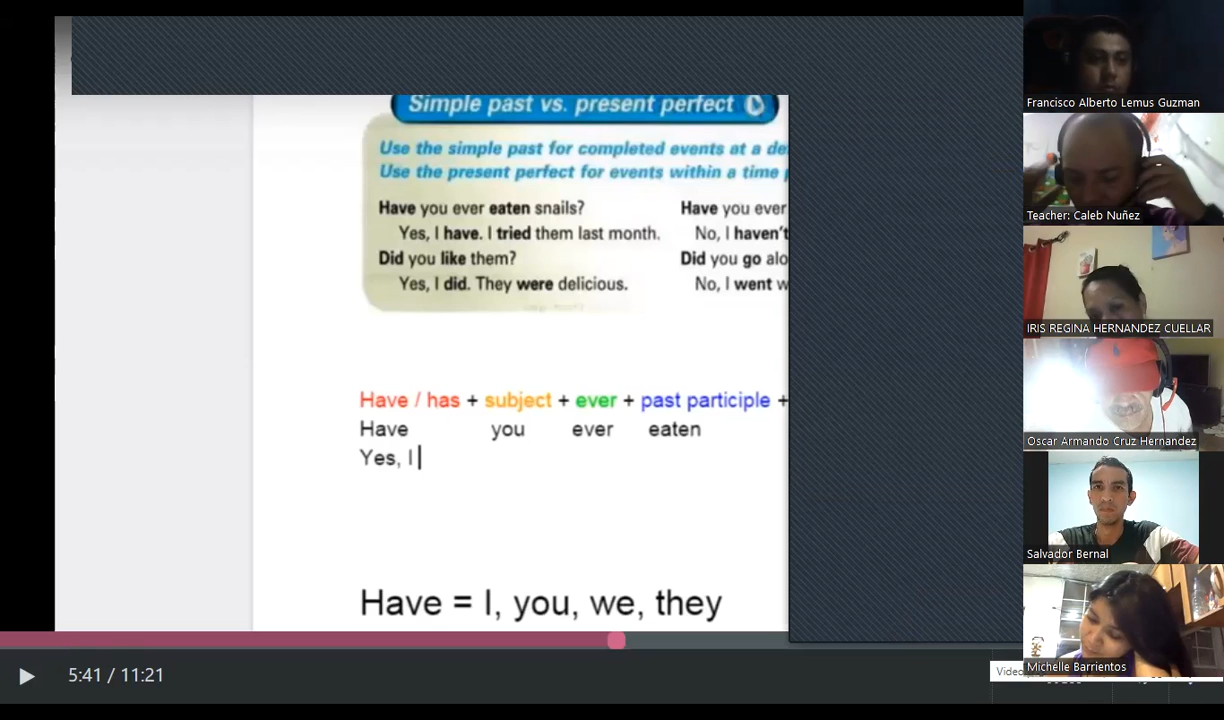 Simple past vs. present perfect
Use the simple past for completed events at a de
Use the present perfect for events within a time
Have you ever eaten snails?
Yes, I have. I tried them last month.
Did you like them?
Yes, I did. They were delicious.
Have you ever
No, I haven't
Did you go alo
No, I went w
Have / has + subject + ever + past participle +
Have you ever eaten
Yes, I
Have = I, you, we, they
5:41 / 11:21
Francisco Alberto Lemus Guzman
Teacher: Caleb Nuñez
IRIS REGINA HERNANDEZ CUELLAR
Oscar Armando Cruz Hernandez
Salvador Bernal
Michelle Barrientos